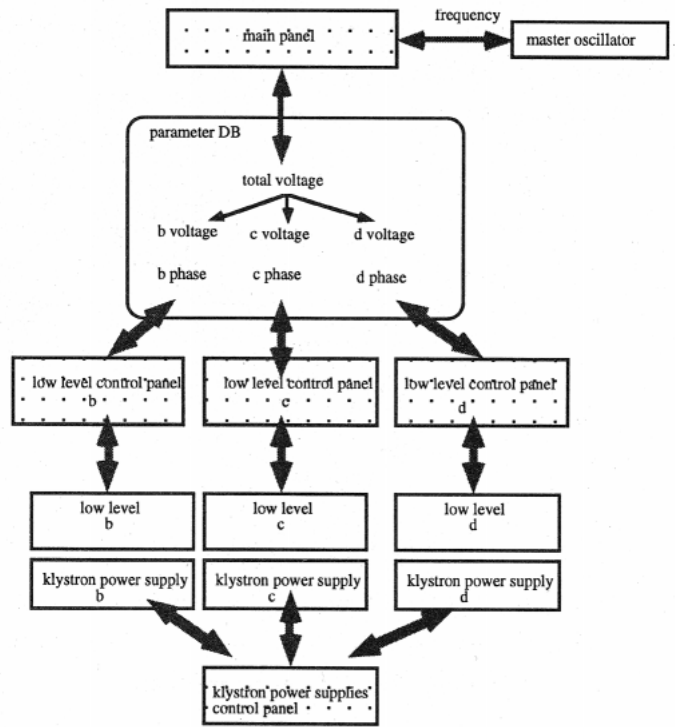 frequency
main panel
master oscillator
parameter DB
total voltage
b voltage
c voltage
d voltage
b phase
c phase
d phase
low level control panel
b
low level control panel
c
low level control panel
d
low level
b
low level
c
low level
d
klystron power supply
b
klystron power supply
c
klystron power supply
d
klystron power supplies
control panel